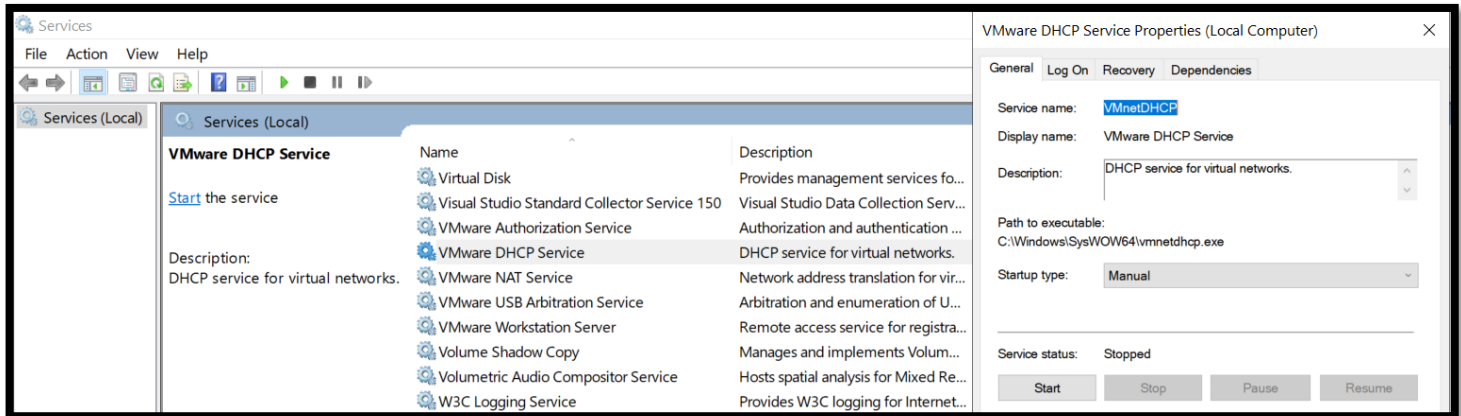 Services
File Action View Help
Services (Local)
Services (Local)
VMware DHCP Service
Start the service
Description:
DHCP service for virtual networks.
Name Description
Virtual Disk Provides management services fo...
Visual Studio Standard Collector Service 150 Visual Studio Data Collection Serv...
VMware Authorization Service Authorization and authentication ...
VMware DHCP Service DHCP service for virtual networks.
VMware NAT Service Network address translation for vir...
VMware USB Arbitration Service Arbitration and enumeration of U...
VMware Workstation Server Remote access service for registra...
Volume Shadow Copy Manages and implements Volum...
Volumetric Audio Compositor Service Hosts spatial analysis for Mixed Re...
W3C Logging Service Provides W3C logging for Internet...
VMware DHCP Service Properties (Local Computer)
General Log On Recovery Dependencies
Service name: VMnetDHCP
Display name: VMware DHCP Service
Description: DHCP service for virtual networks.
Path to executable:
C:\Windows\SysWOW64\vmnetdhcp.exe
Startup type: Manual
Service status: Stopped
Start Stop Pause Resume